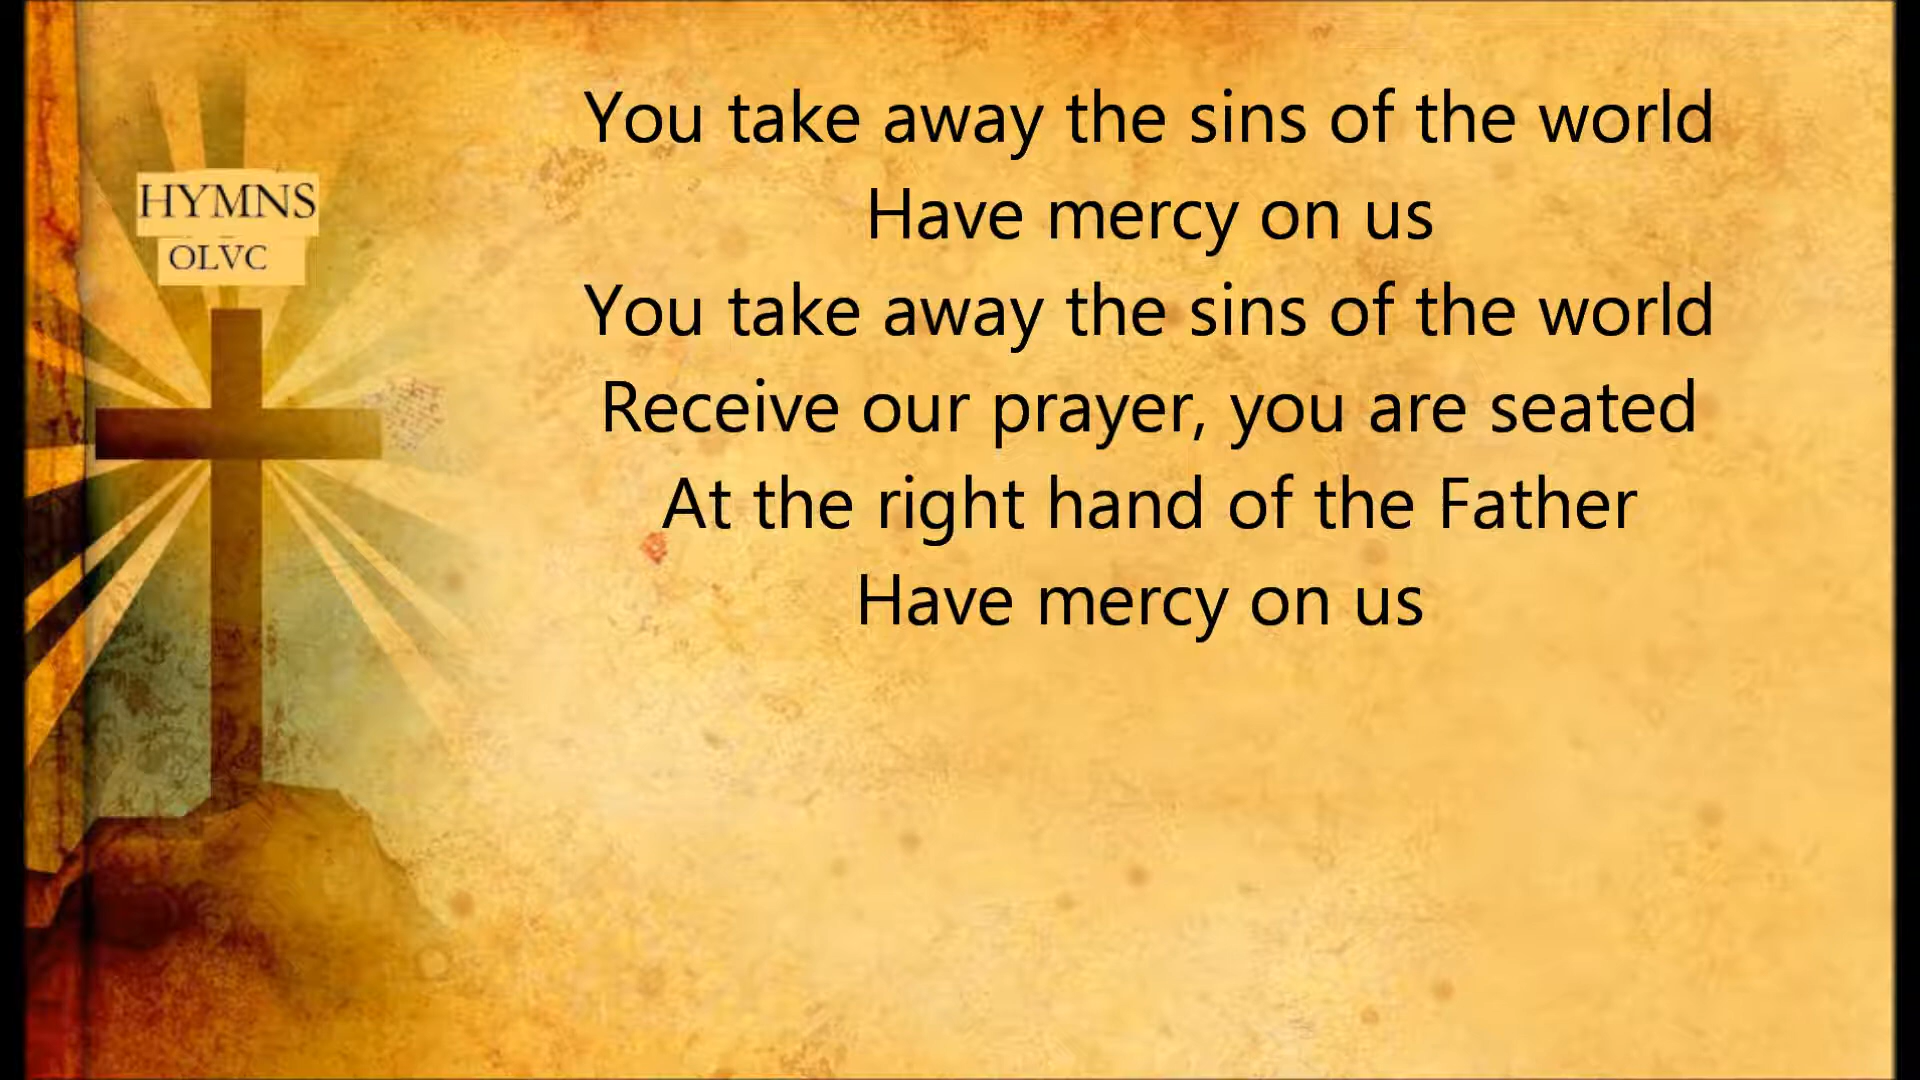 HYMNS
OLVC
You take away the sins of the world
Have mercy on us
You take away the sins of the world
Receive our prayer, you are seated
At the right hand of the Father
Have mercy on us